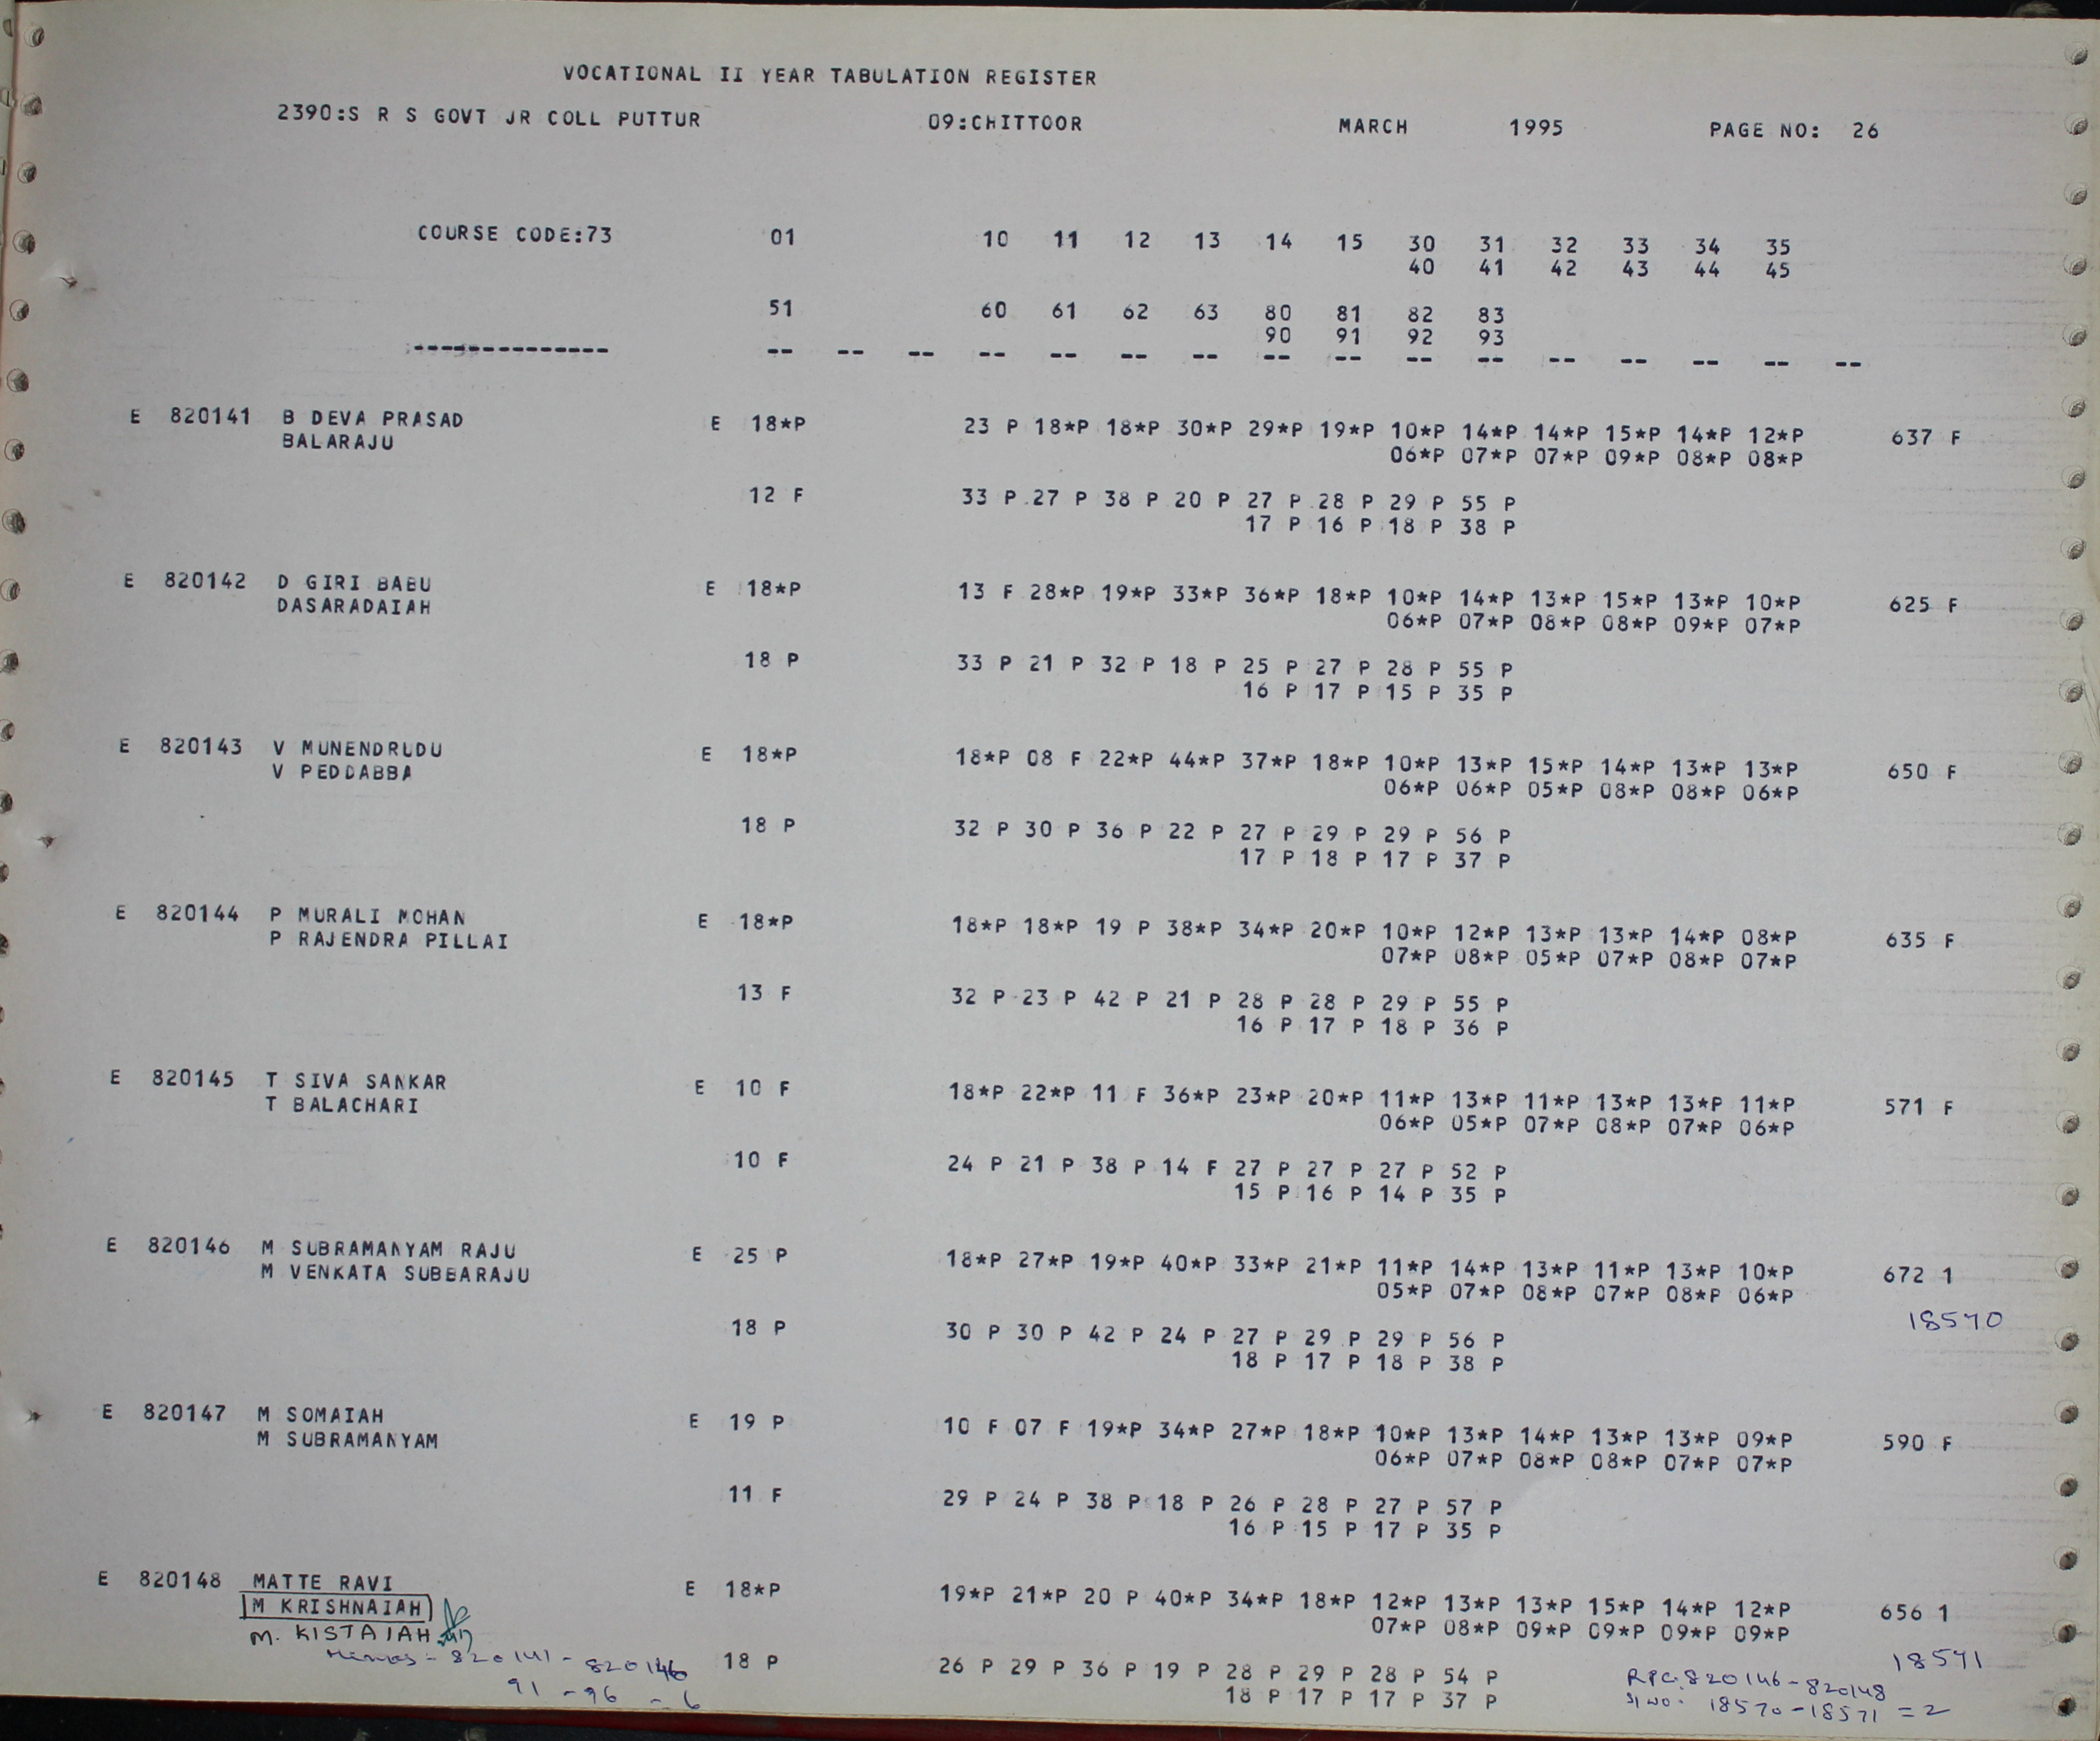 VOCATIONAL II YEAR TABULATION REGISTER
2390:S R S GOVT JR COLL PUTTUR 09:CHITTOOR MARCH 1995 PAGE NO: 26
COURSE CODE:73 01 10 11 12 13 14 15 30 31 32 33 34 35
40 41 42 43 44 45
51 60 61 62 63 80 81 82 83
90 91 92 93
-------------- -- -- -- -- -- -- -- -- -- -- -- -- -- -- -- --
E 820141 B DEVA PRASAD E 18*P 23 P 18*P 18*P 30*P 29*P 19*P 10*P 14*P 14*P 15*P 14*P 12*P 637 F
BALARAJU 06*P 07*P 07*P 09*P 08*P 08*P
12 F 33 P 27 P 38 P 20 P 27 P 28 P 29 P 55 P
17 P 16 P 18 P 38 P
E 820142 D GIRI BABU E 18*P 13 F 28*P 19*P 33*P 36*P 18*P 10*P 14*P 13*P 15*P 13*P 10*P 625 F
DASARADAIAH 06*P 07*P 08*P 08*P 09*P 07*P
18 P 33 P 21 P 32 P 18 P 25 P 27 P 28 P 55 P
16 P 17 P 15 P 35 P
E 820143 V MUNENDRUDU E 18*P 18*P 08 F 22*P 44*P 37*P 18*P 10*P 13*P 15*P 14*P 13*P 13*P 650 F
V PEDDABBA 06*P 06*P 05*P 08*P 08*P 06*P
18 P 32 P 30 P 36 P 22 P 27 P 29 P 29 P 56 P
17 P 18 P 17 P 37 P
E 820144 P MURALI MOHAN E 18*P 18*P 18*P 19 P 38*P 34*P 20*P 10*P 12*P 13*P 13*P 14*P 08*P 635 F
P RAJENDRA PILLAI 07*P 08*P 05*P 07*P 08*P 07*P
13 F 32 P 23 P 42 P 21 P 28 P 28 P 29 P 55 P
16 P 17 P 18 P 36 P
E 820145 T SIVA SANKAR E 10 F 18*P 22*P 11 F 36*P 23*P 20*P 11*P 13*P 11*P 13*P 13*P 11*P 571 F
T BALACHARI 06*P 05*P 07*P 08*P 07*P 06*P
10 F 24 P 21 P 38 P 14 F 27 P 27 P 27 P 52 P
15 P 16 P 14 P 35 P
E 820146 M SUBRAMANYAM RAJU E 25 P 18*P 27*P 19*P 40*P 33*P 21*P 11*P 14*P 13*P 11*P 13*P 10*P 672 1
M VENKATA SUBBARAJU 05*P 07*P 08*P 07*P 08*P 06*P
18570
18 P 30 P 30 P 42 P 24 P 27 P 29 P 29 P 56 P
18 P 17 P 18 P 38 P
E 820147 M SOMAIAH E 19 P 10 F 07 F 19*P 34*P 27*P 18*P 10*P 13*P 14*P 13*P 13*P 09*P 590 F
M SUBRAMANYAM 06*P 07*P 08*P 08*P 07*P 07*P
11 F 29 P 24 P 38 P 18 P 26 P 28 P 27 P 57 P
16 P 15 P 17 P 35 P
E 820148 MATTE RAVI E 18*P 19*P 21*P 20 P 40*P 34*P 18*P 12*P 13*P 13*P 15*P 14*P 12*P 656 1
M KRISHNAIAH 07*P 08*P 09*P 09*P 09*P 09*P
M. KISTAIAH
18571
18 P 26 P 29 P 36 P 19 P 28 P 29 P 28 P 54 P
18 P 17 P 17 P 37 P
820141 - 820146
91 - 96 - 6
RPC: 820146 - 820148
Sl no: 18570 - 18571 = 2